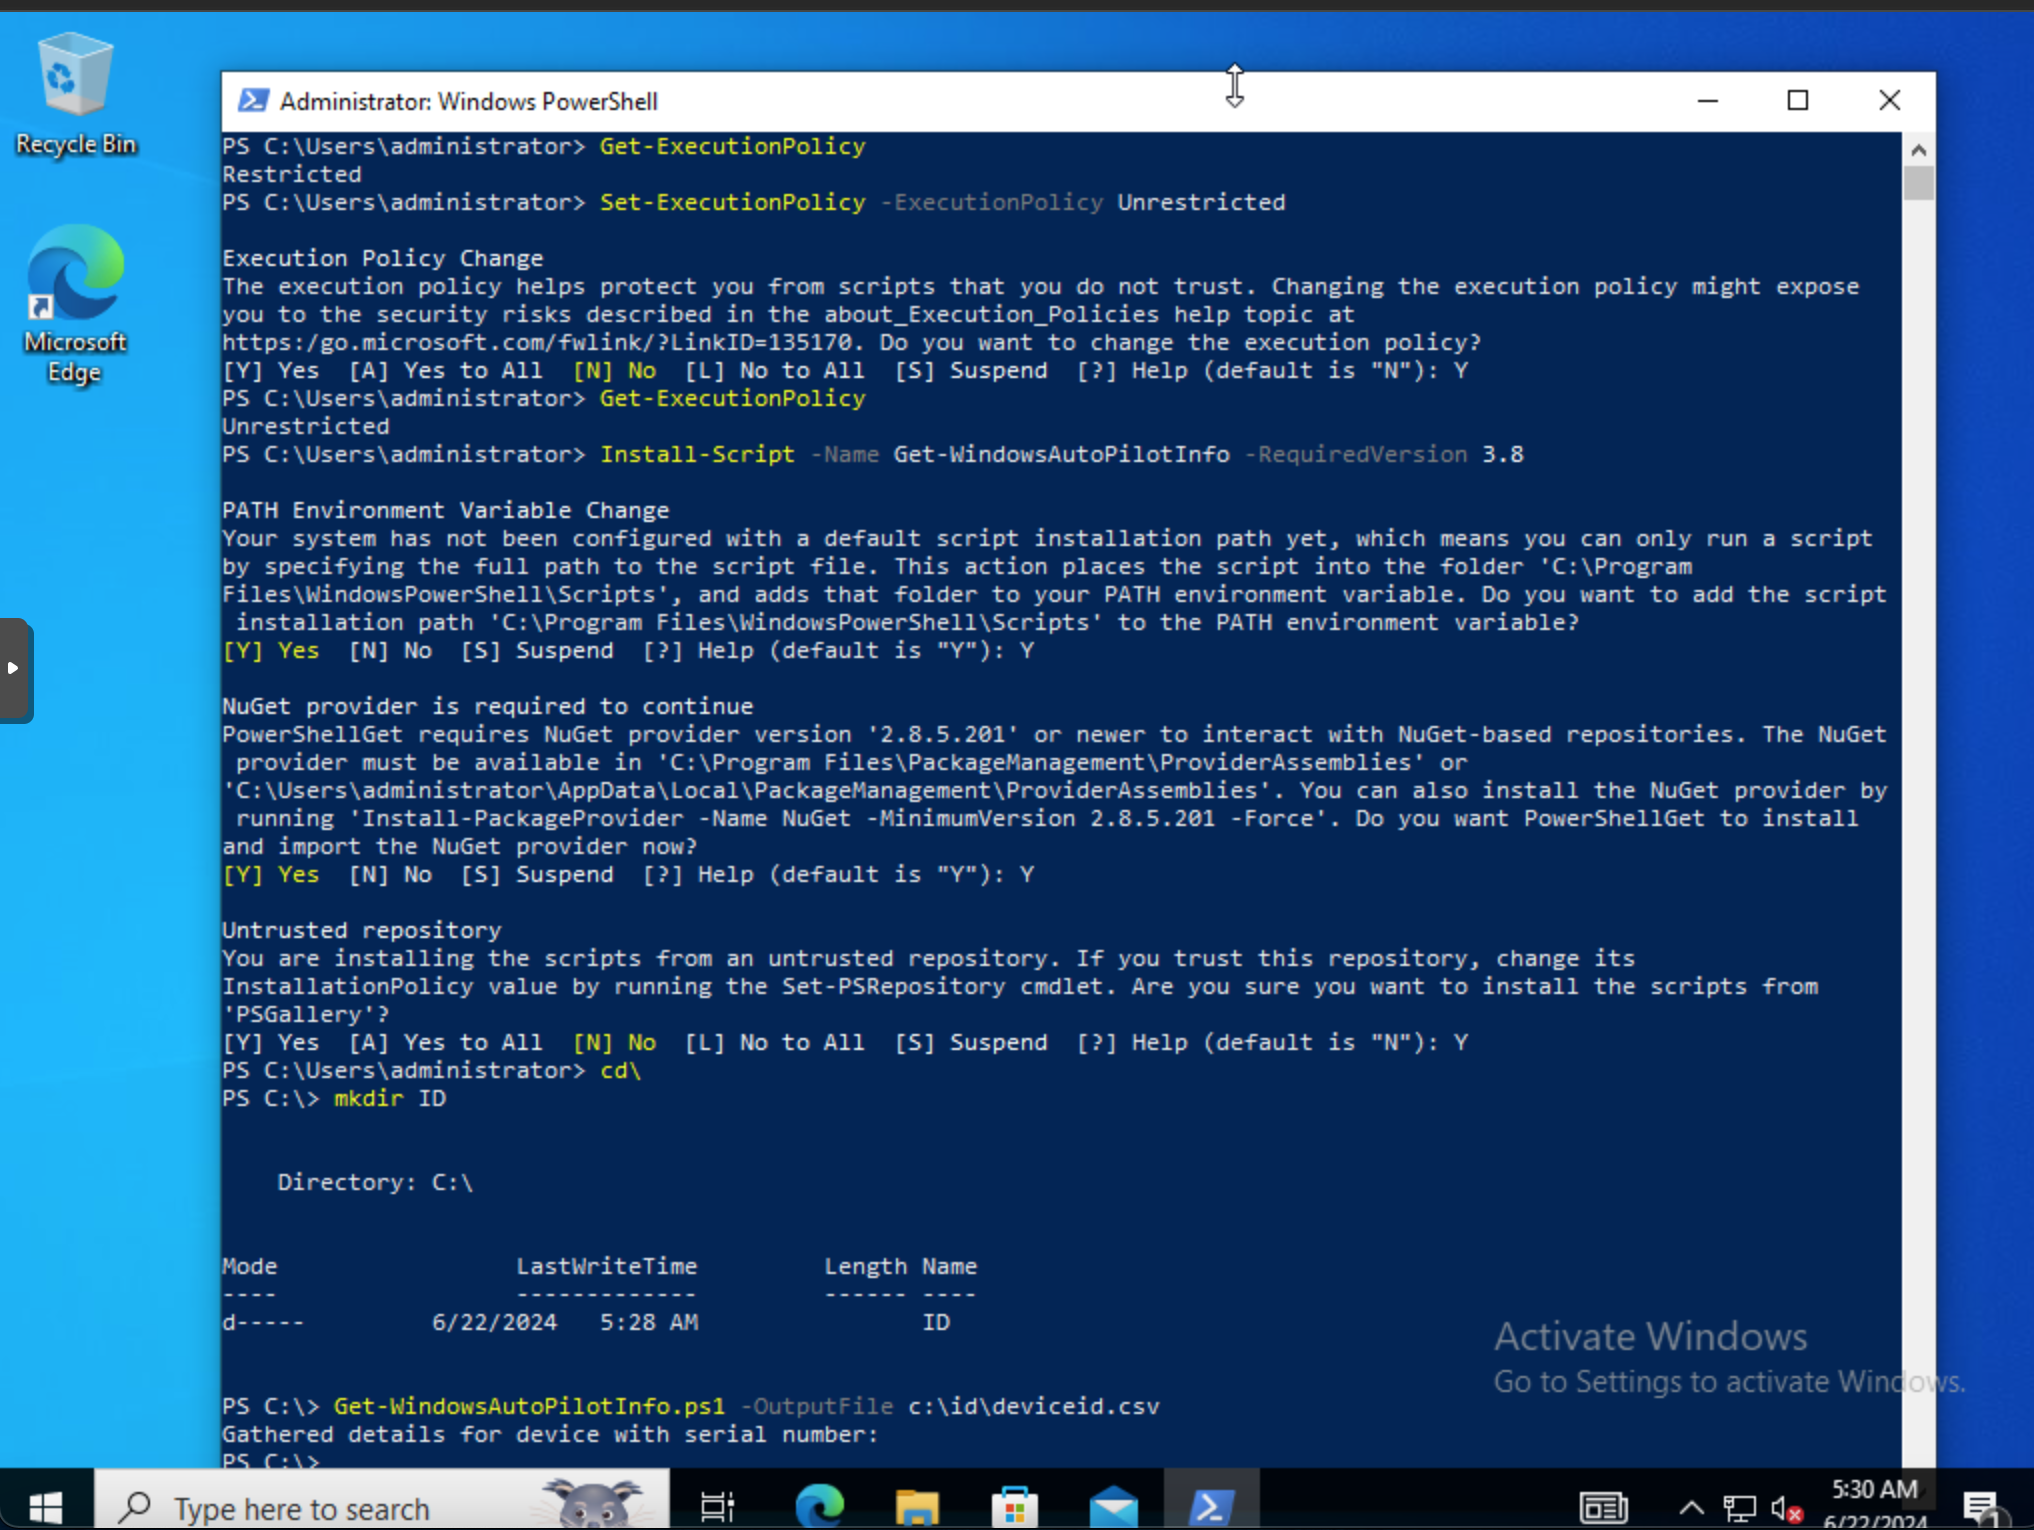 Recycle Bin
Microsoft
Edge
Administrator: Windows PowerShell
PS C:\Users\administrator> Get-ExecutionPolicy
Restricted
PS C:\Users\administrator> Set-ExecutionPolicy -ExecutionPolicy Unrestricted
Execution Policy Change
The execution policy helps protect you from scripts that you do not trust. Changing the execution policy might expose
you to the security risks described in the about_Execution_Policies help topic at
https:/go.microsoft.com/fwlink/?LinkID=135170. Do you want to change the execution policy?
[Y] Yes  [A] Yes to All  [N] No  [L] No to All  [S] Suspend  [?] Help (default is "N"): Y
PS C:\Users\administrator> Get-ExecutionPolicy
Unrestricted
PS C:\Users\administrator> Install-Script -Name Get-WindowsAutoPilotInfo -RequiredVersion 3.8
PATH Environment Variable Change
Your system has not been configured with a default script installation path yet, which means you can only run a script
by specifying the full path to the script file. This action places the script into the folder 'C:\Program
Files\WindowsPowerShell\Scripts', and adds that folder to your PATH environment variable. Do you want to add the script
installation path 'C:\Program Files\WindowsPowerShell\Scripts' to the PATH environment variable?
[Y] Yes  [N] No  [S] Suspend  [?] Help (default is "Y"): Y
NuGet provider is required to continue
PowerShellGet requires NuGet provider version '2.8.5.201' or newer to interact with NuGet-based repositories. The NuGet
provider must be available in 'C:\Program Files\PackageManagement\ProviderAssemblies' or
'C:\Users\administrator\AppData\Local\PackageManagement\ProviderAssemblies'. You can also install the NuGet provider by
running 'Install-PackageProvider -Name NuGet -MinimumVersion 2.8.5.201 -Force'. Do you want PowerShellGet to install
and import the NuGet provider now?
[Y] Yes  [N] No  [S] Suspend  [?] Help (default is "Y"): Y
Untrusted repository
You are installing the scripts from an untrusted repository. If you trust this repository, change its
InstallationPolicy value by running the Set-PSRepository cmdlet. Are you sure you want to install the scripts from
'PSGallery'?
[Y] Yes  [A] Yes to All  [N] No  [L] No to All  [S] Suspend  [?] Help (default is "N"): Y
PS C:\Users\administrator> cd\
PS C:\> mkdir ID
Directory: C:\
Mode LastWriteTime Length Name
---- ------------- ------ ----
d----- 6/22/2024 5:28 AM ID
PS C:\> Get-WindowsAutoPilotInfo.ps1 -OutputFile c:\id\deviceid.csv
Gathered details for device with serial number:
PS C:\>
Activate Windows
Go to Settings to activate Windows.
Type here to search
5:30 AM
6/22/2024
1